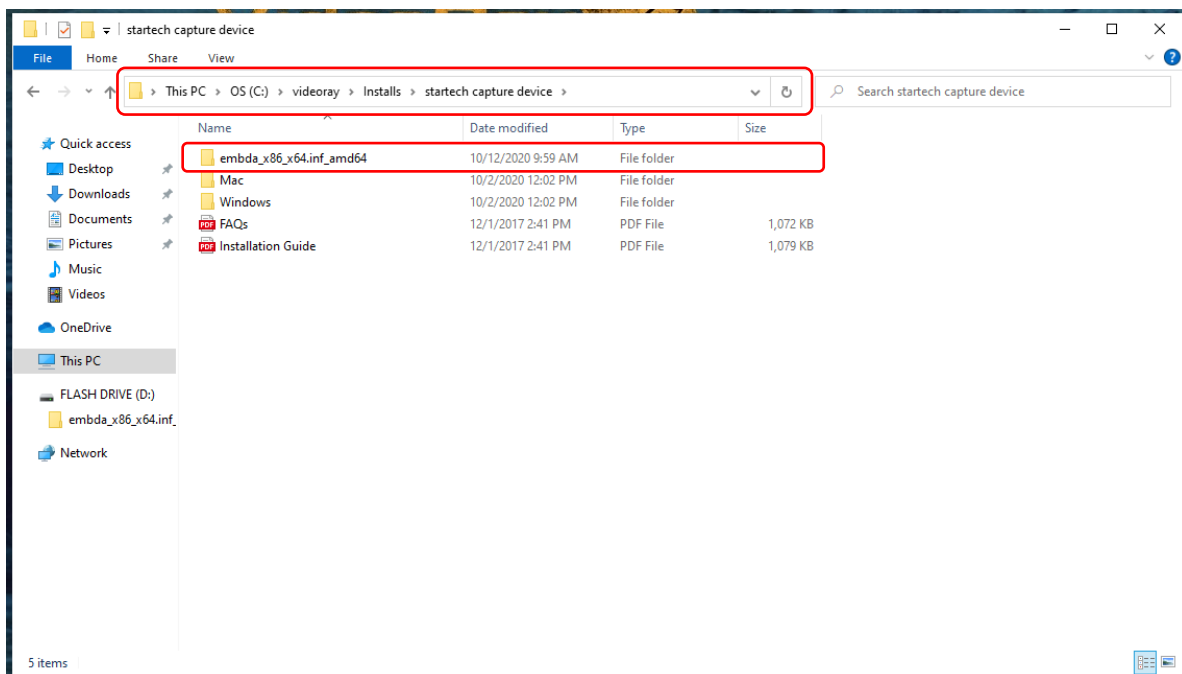 startech capture device
File Home Share View
This PC > OS (C:) > videoray > Installs > startech capture device >
Search startech capture device
Name Date modified Type Size
Quick access
Desktop
Downloads
Documents
Pictures
Music
Videos
OneDrive
This PC
FLASH DRIVE (D:)
embda_x86_x64.inf_
Network
embda_x86_x64.inf_amd64 10/12/2020 9:59 AM File folder
Mac 10/2/2020 12:02 PM File folder
Windows 10/2/2020 12:02 PM File folder
PDF FAQs 12/1/2017 2:41 PM PDF File 1,072 KB
PDF Installation Guide 12/1/2017 2:41 PM PDF File 1,079 KB
5 items